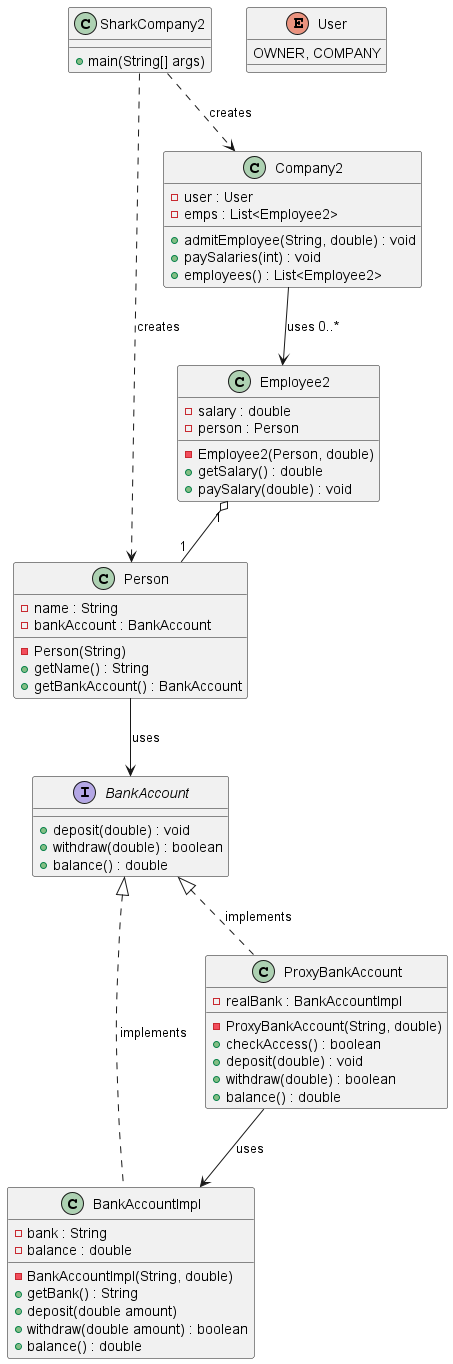 SharkCompany2
main(String[] args)
User
OWNER, COMPANY
creates
Company2
user : User
emps : List<Employee2>
admitEmployee(String, double) : void
paySalaries(int) : void
employees() : List<Employee2>
creates
uses 0..*
Employee2
salary : double
person : Person
Employee2(Person, double)
getSalary() : double
paySalary(double) : void
1
1
Person
name : String
bankAccount : BankAccount
Person(String)
getName() : String
getBankAccount() : BankAccount
uses
BankAccount
deposit(double) : void
withdraw(double) : boolean
balance() : double
implements
ProxyBankAccount
realBank : BankAccountImpl
ProxyBankAccount(String, double)
checkAccess() : boolean
deposit(double) : void
withdraw(double) : boolean
balance() : double
implements
uses
BankAccountImpl
bank : String
balance : double
BankAccountImpl(String, double)
getBank() : String
deposit(double amount)
withdraw(double amount) : boolean
balance() : double